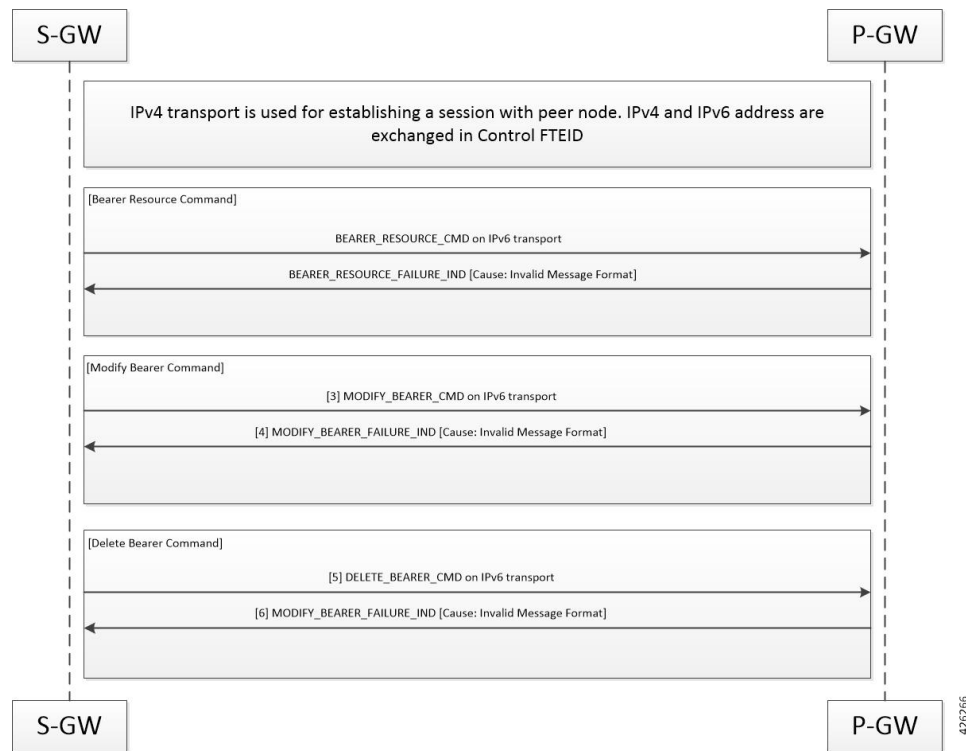 S-GW
P-GW
IPv4 transport is used for establishing a session with peer node. IPv4 and IPv6 address are
exchanged in Control FTEID
[Bearer Resource Command]
BEARER_RESOURCE_CMD on IPv6 transport
BEARER_RESOURCE_FAILURE_IND [Cause: Invalid Message Format]
[Modify Bearer Command]
[3] MODIFY_BEARER_CMD on IPv6 transport
[4] MODIFY_BEARER_FAILURE_IND [Cause: Invalid Message Format]
[Delete Bearer Command]
[5] DELETE_BEARER_CMD on IPv6 transport
[6] MODIFY_BEARER_FAILURE_IND [Cause: Invalid Message Format]
S-GW
P-GW
426266